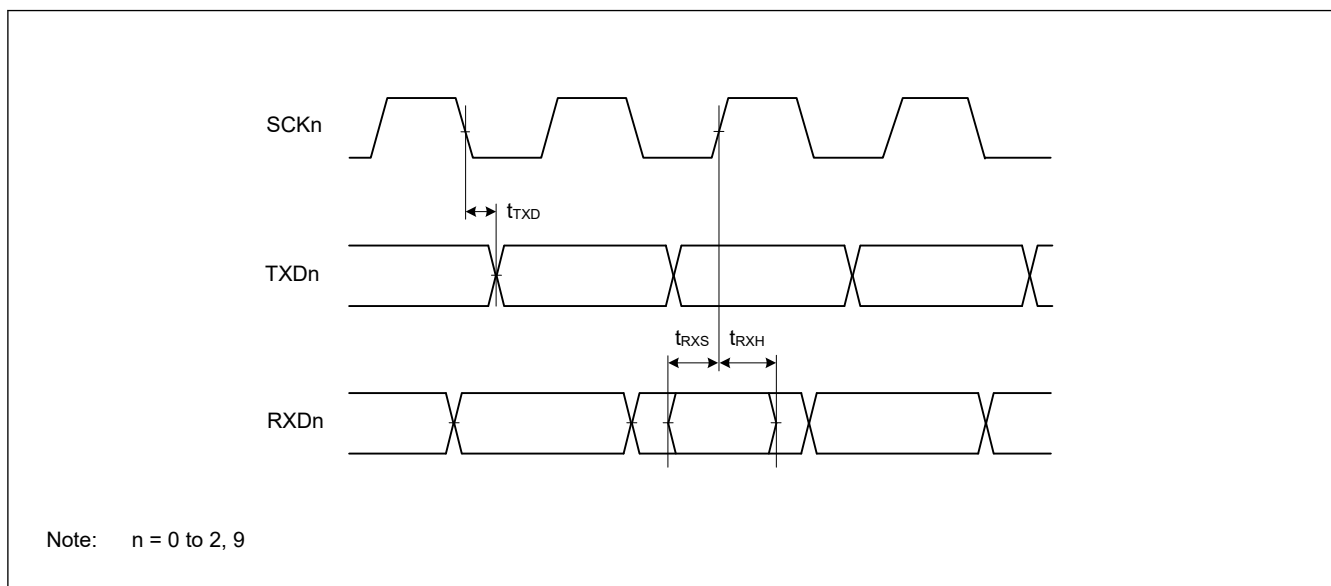 SCKn
tTXD
TXDn
tRXS tRXH
RXDn
Note: n = 0 to 2, 9